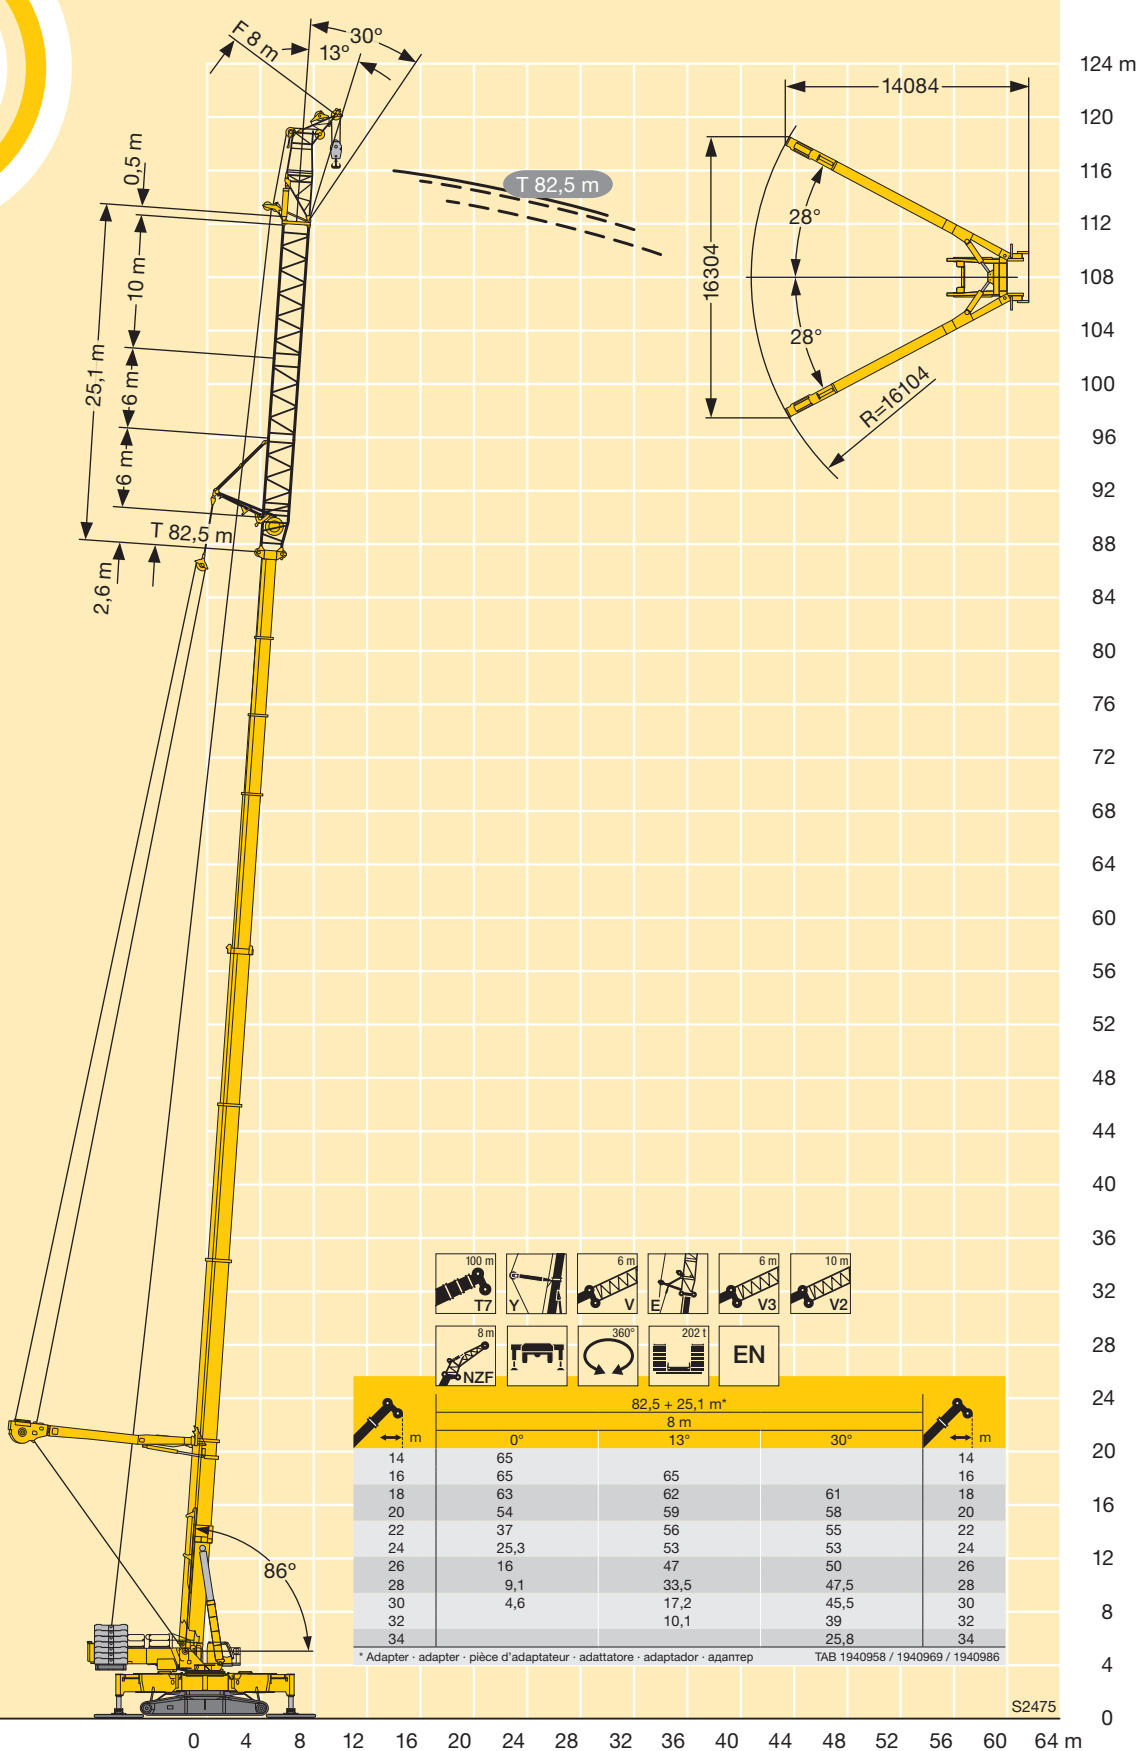 F 8 m
30°
13°
0,5 m
10 m
25,1 m
6 m
6 m
T 82,5 m
2,6 m
86°
T 82,5 m
14084
16304
28°
28°
R=16104
124 m
120
116
112
108
104
100
96
92
88
84
80
76
72
68
64
60
56
52
48
44
40
36
32
28
24
20
16
12
8
4
0
100 m T7
Y
6 m V
E
6 m V3
10 m V2
8 m NZF
360°
202 t
EN
82,5 + 25,1 m*
8 m
m 0° 13° 30° m
14 65 14
16 65 65 16
18 63 62 61 18
20 54 59 58 20
22 37 56 55 22
24 25,3 53 53 24
26 16 47 50 26
28 9,1 33,5 47,5 28
30 4,6 17,2 45,5 30
32 10,1 39 32
34 25,8 34
* Adapter · adapter · pièce d'adaptateur · adattatore · adaptador · адаптер TAB 1940958 / 1940969 / 1940986
S2475
0 4 8 12 16 20 24 28 32 36 40 44 48 52 56 60 64 m